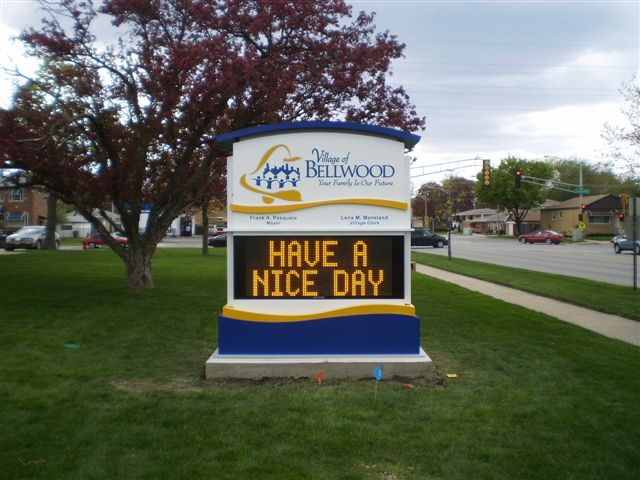 Village of
BELLWOOD
Your Family Is Our Future
Frank A. Pasquale
Mayor
Lena M. Moreland
Village Clerk
HAVE A
NICE DAY